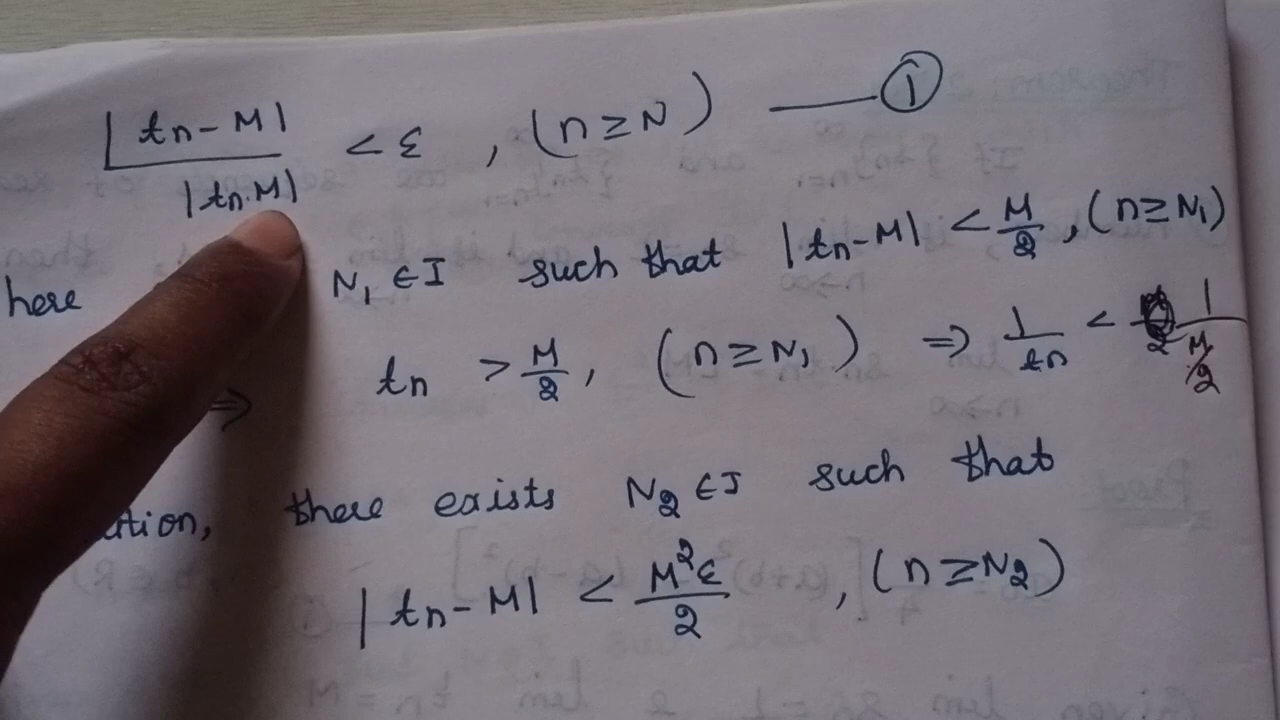 |tn-M| / |tn.M| < ε , (n≥N) —— ①
here N₁ ∈ I such that |tn-M| < M/2 , (n≥N₁)
⇒ tn > M/2 , (n≥N₁) ⇒ 1/tn < 1/(M/2)
there exists N₂ ∈ I such that
|tn-M| < M²ε/2 , (n≥N₂)